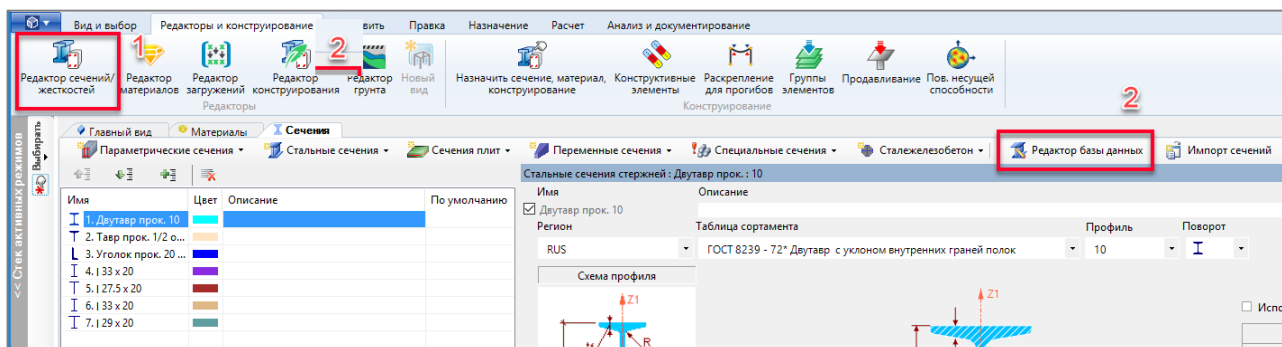 Вид и выбор Редакторы и конструирование вить Правка Назначение Расчет Анализ и документирование
1 2
Редактор сечений/ Редактор Редактор Редактор Редактор Новый Назначить сечение, материал, Конструктивные Раскрепление Группы Продавливание Пов. несущей
жесткостей материалов загружений конструирования грунта вид конструирование элементы для прогибов элементов способности
Редакторы Конструирование
2
<< Стек активных режимов
Выбирать
Главный вид Материалы Сечения
Параметрические сечения Стальные сечения Сечения плит Переменные сечения Специальные сечения Сталежелезобетон Редактор базы данных Импорт сечений
Стальные сечения стержней : Двутавр прок. : 10
Имя Цвет Описание По умолчанию
1. Двутавр прок. 10
2. Тавр прок. 1/2 о...
3. Уголок прок. 20 ...
4. I 33 x 20
5. I 27.5 x 20
6. I 33 x 20
7. I 29 x 20
Имя Описание
Двутавр прок. 10
Регион Таблица сортамента Профиль Поворот
RUS ГОСТ 8239 - 72* Двутавр с уклоном внутренних граней полок 10
Схема профиля
Z1
R
Z1
Испо